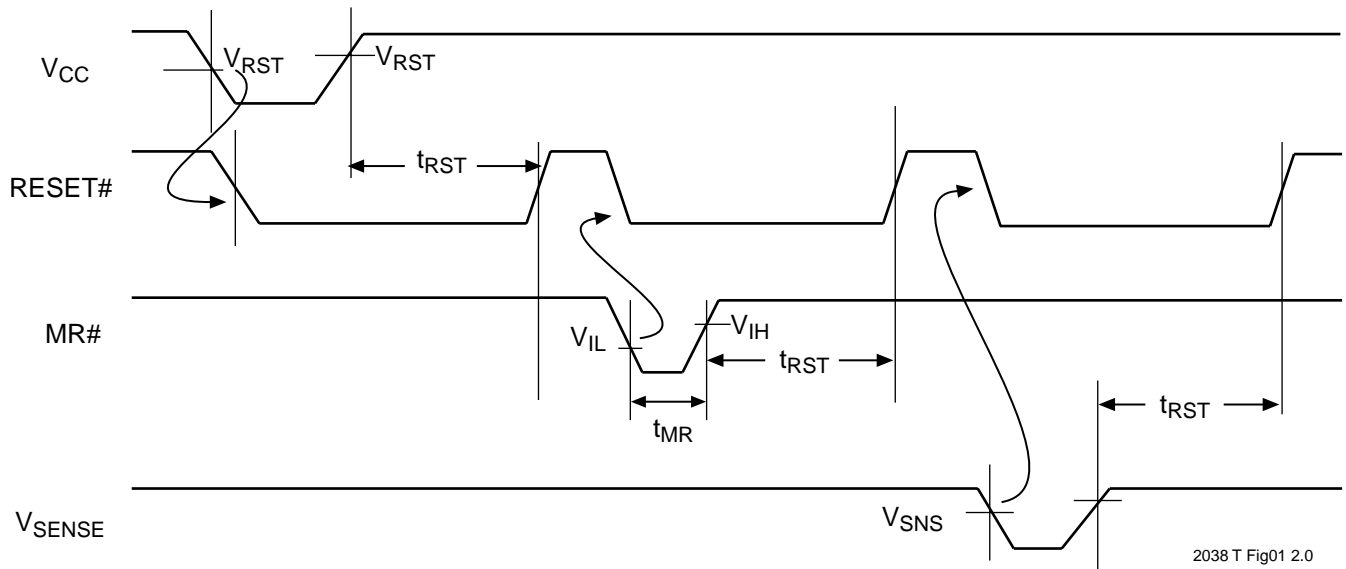 VCC
VRST
VRST
RESET#
tRST
MR#
VIL
VIH
tRST
tMR
tRST
VSENSE
VSNS
2038 T Fig01 2.0